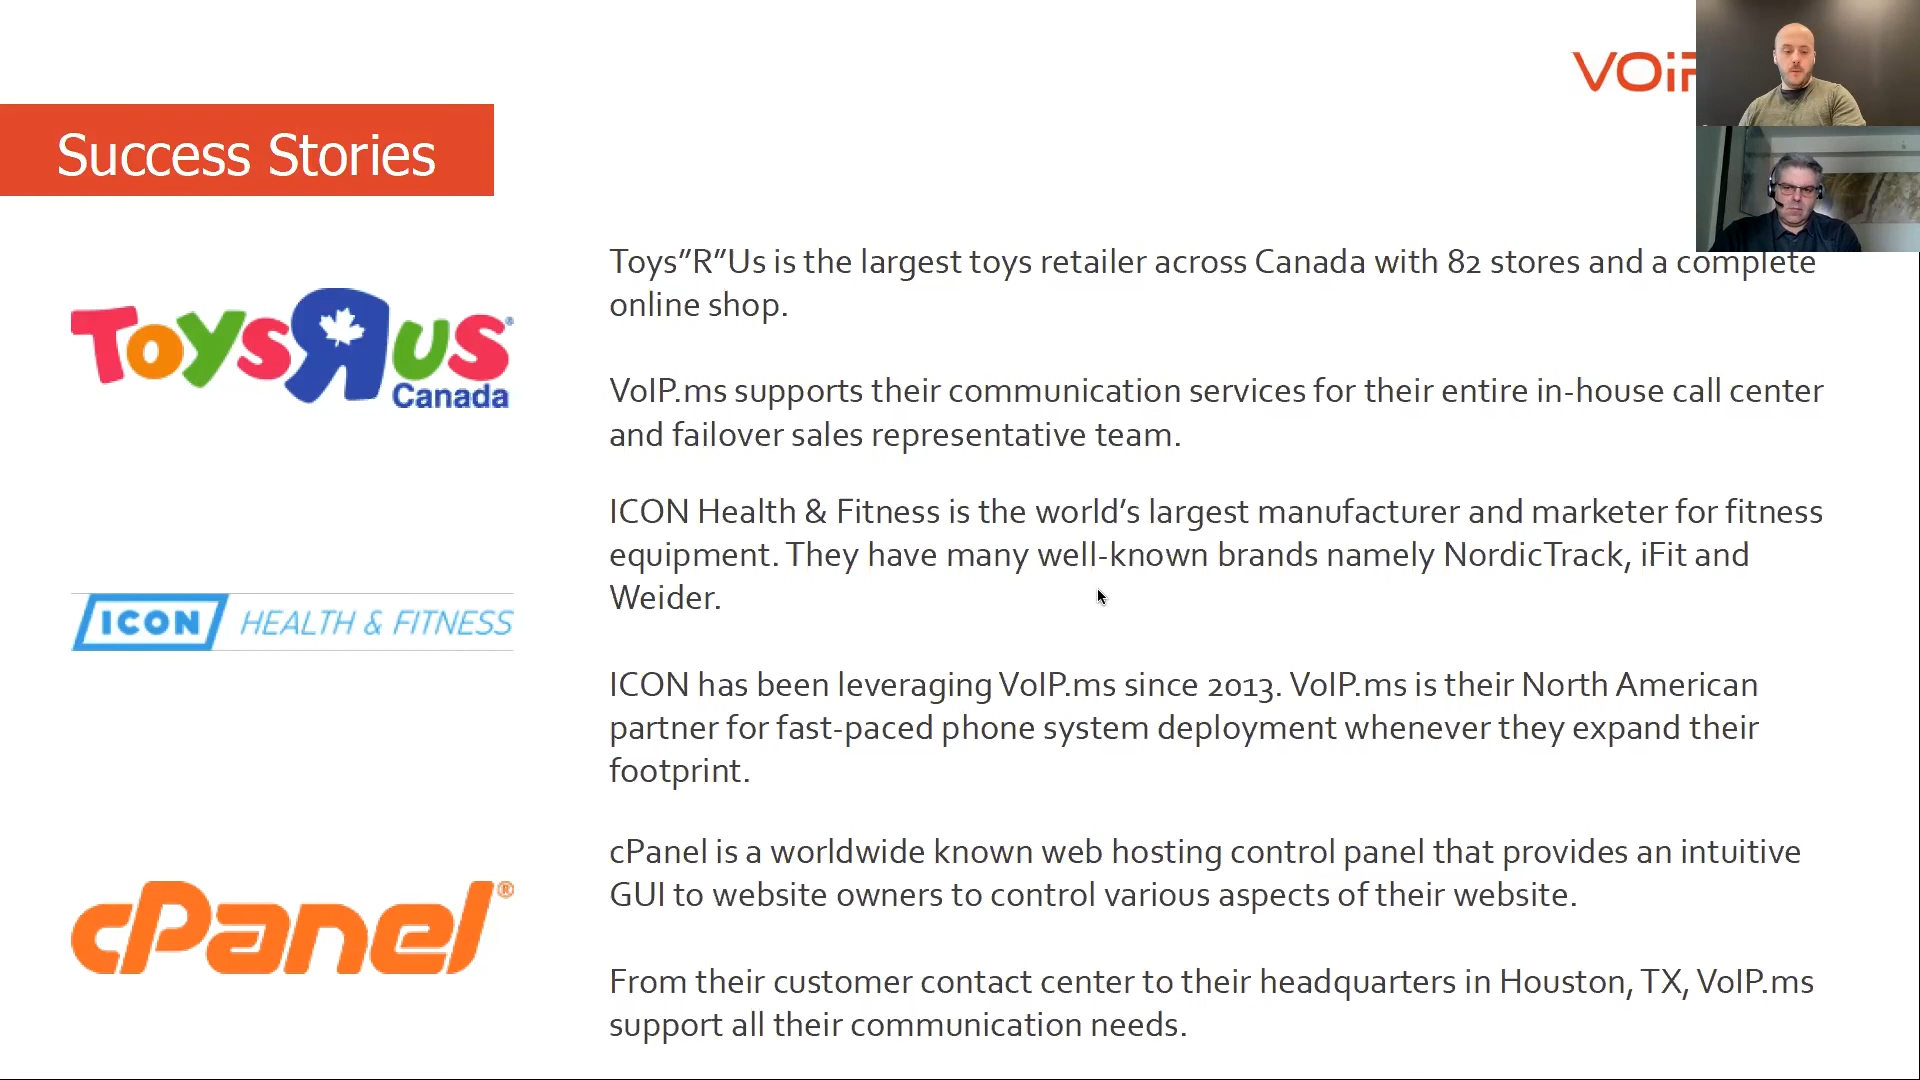 VOiP
Success Stories
Toys”R”Us is the largest toys retailer across Canada with 82 stores and a complete
online shop.
ToysRus®
Canada
VoIP.ms supports their communication services for their entire in-house call center
and failover sales representative team.
ICON Health & Fitness is the world’s largest manufacturer and marketer for fitness
equipment. They have many well-known brands namely NordicTrack, iFit and
Weider.
ICON HEALTH & FITNESS
ICON has been leveraging VoIP.ms since 2013. VoIP.ms is their North American
partner for fast-paced phone system deployment whenever they expand their
footprint.
cPanel is a worldwide known web hosting control panel that provides an intuitive
GUI to website owners to control various aspects of their website.
cPanel®
From their customer contact center to their headquarters in Houston, TX, VoIP.ms
support all their communication needs.